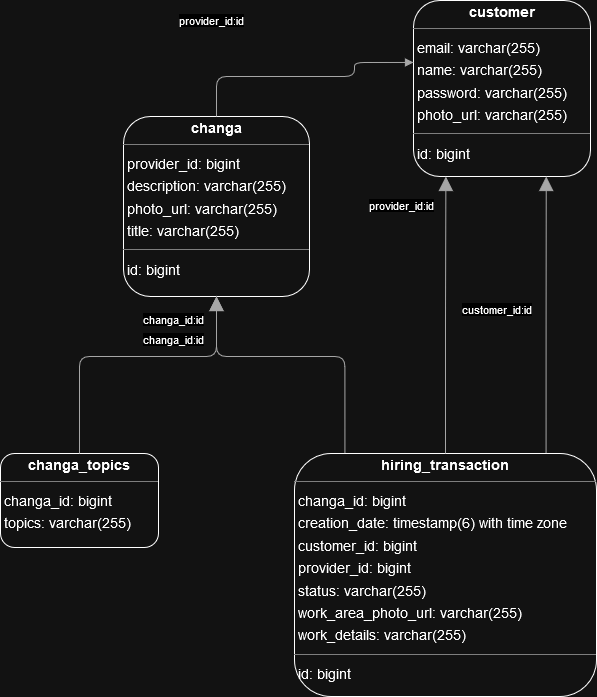 provider_id:id
customer
email: varchar(255)
name: varchar(255)
password: varchar(255)
photo_url: varchar(255)
id: bigint
changa
provider_id: bigint
description: varchar(255)
photo_url: varchar(255)
title: varchar(255)
id: bigint
provider_id:id
customer_id:id
changa_id:id
changa_id:id
changa_topics
changa_id: bigint
topics: varchar(255)
hiring_transaction
changa_id: bigint
creation_date: timestamp(6) with time zone
customer_id: bigint
provider_id: bigint
status: varchar(255)
work_area_photo_url: varchar(255)
work_details: varchar(255)
id: bigint